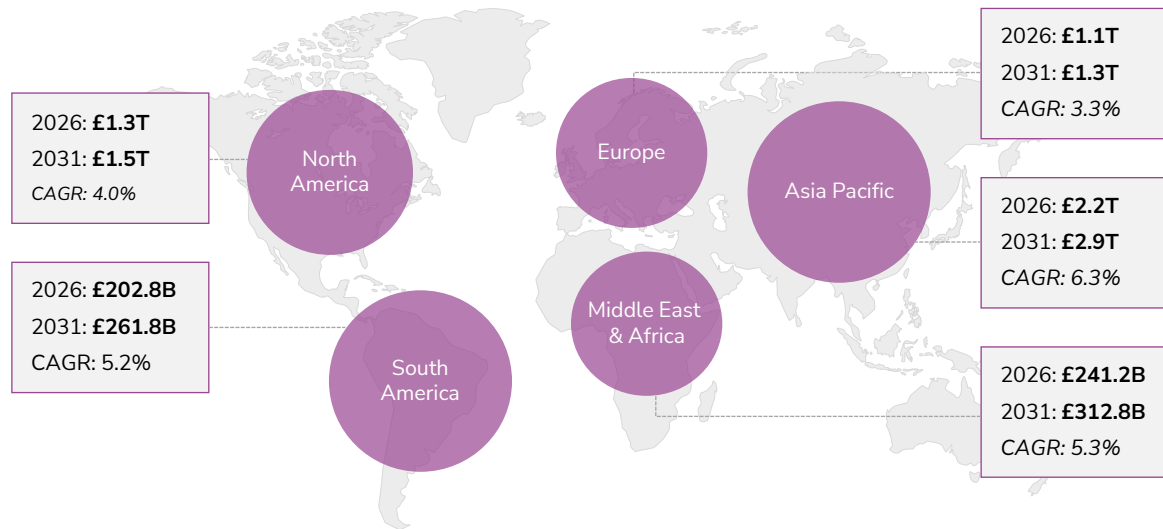 2026: £1.3T
2031: £1.5T
CAGR: 4.0%
North
America
2026: £202.8B
2031: £261.8B
CAGR: 5.2%
South
America
Europe
2026: £1.1T
2031: £1.3T
CAGR: 3.3%
Asia Pacific
2026: £2.2T
2031: £2.9T
CAGR: 6.3%
Middle East
& Africa
2026: £241.2B
2031: £312.8B
CAGR: 5.3%